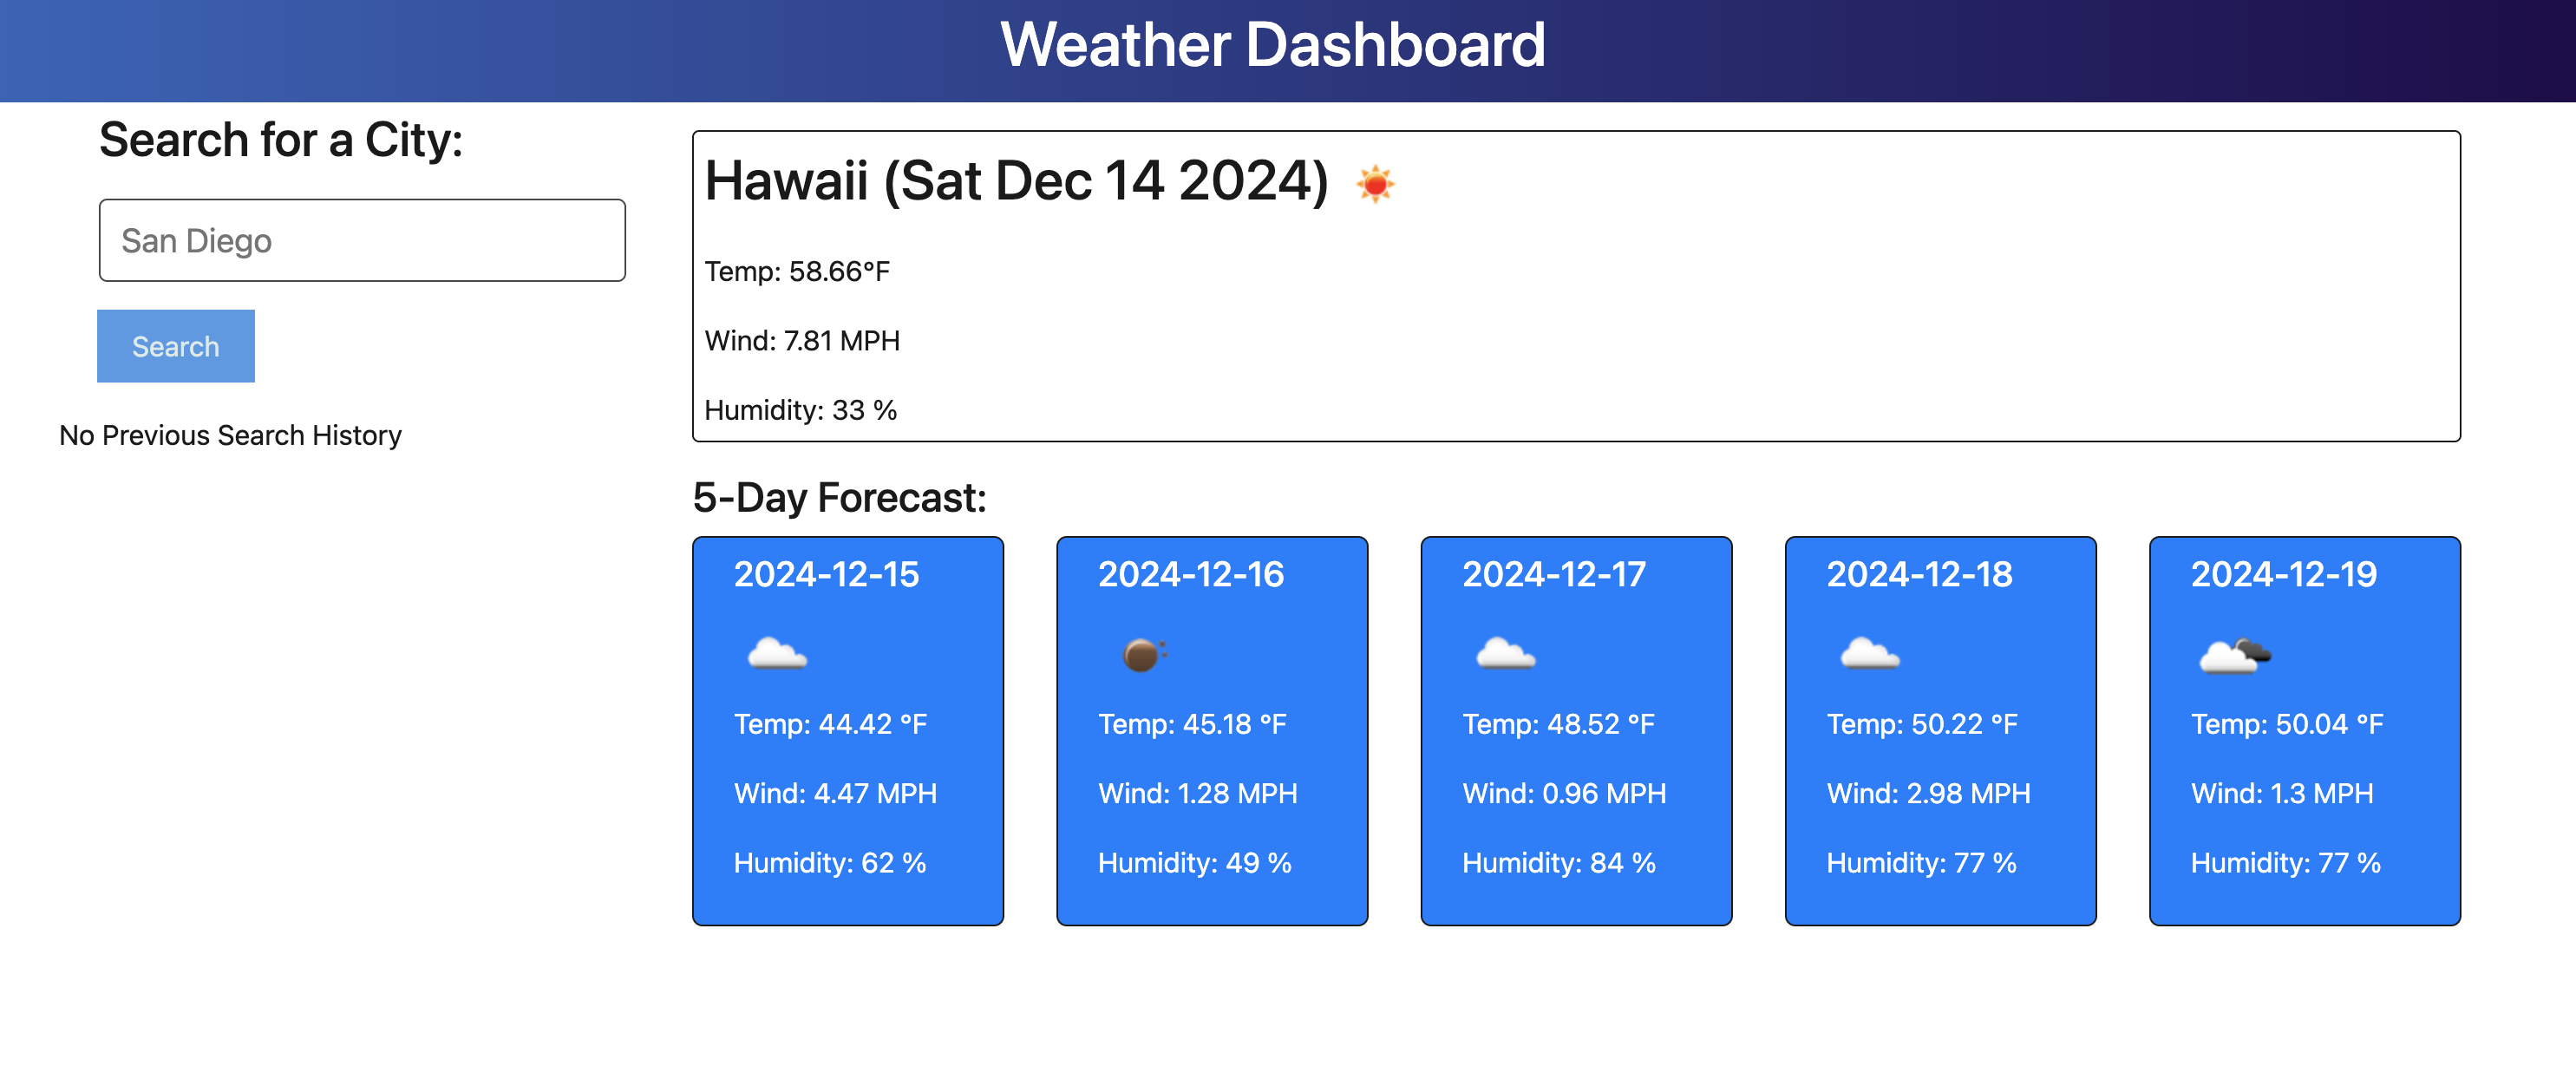 Weather Dashboard
Search for a City:
San Diego
Search
No Previous Search History
Hawaii (Sat Dec 14 2024)
Temp: 58.66°F
Wind: 7.81 MPH
Humidity: 33 %
5-Day Forecast:
2024-12-15
Temp: 44.42 °F
Wind: 4.47 MPH
Humidity: 62 %
2024-12-16
Temp: 45.18 °F
Wind: 1.28 MPH
Humidity: 49 %
2024-12-17
Temp: 48.52 °F
Wind: 0.96 MPH
Humidity: 84 %
2024-12-18
Temp: 50.22 °F
Wind: 2.98 MPH
Humidity: 77 %
2024-12-19
Temp: 50.04 °F
Wind: 1.3 MPH
Humidity: 77 %